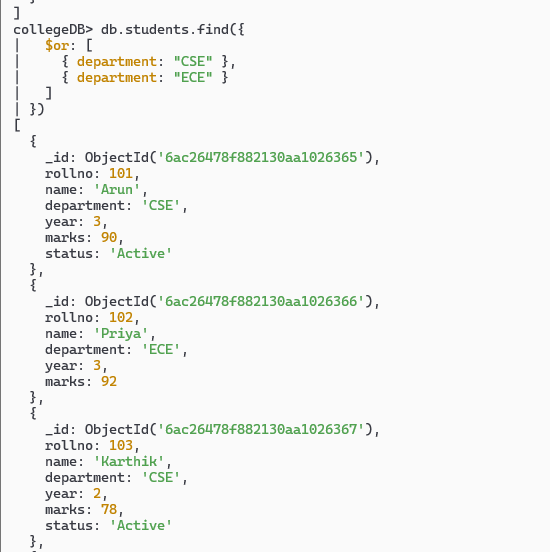 ]
collegeDB> db.students.find({
|   $or: [
|     { department: "CSE" },
|     { department: "ECE" }
|   ]
| })
[
  {
    _id: ObjectId('6ac26478f882130aa1026365'),
    rollno: 101,
    name: 'Arun',
    department: 'CSE',
    year: 3,
    marks: 90,
    status: 'Active'
  },
  {
    _id: ObjectId('6ac26478f882130aa1026366'),
    rollno: 102,
    name: 'Priya',
    department: 'ECE',
    year: 3,
    marks: 92
  },
  {
    _id: ObjectId('6ac26478f882130aa1026367'),
    rollno: 103,
    name: 'Karthik',
    department: 'CSE',
    year: 2,
    marks: 78,
    status: 'Active'
  },